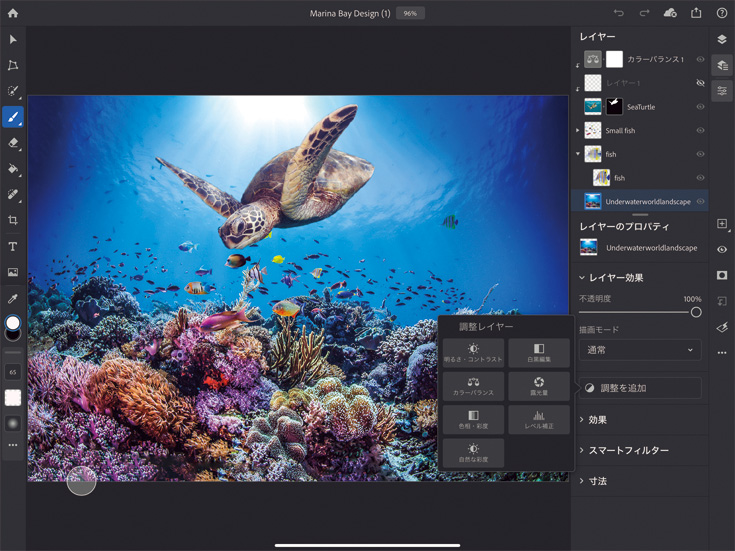 Marina Bay Design (1)
96%
レイヤー
カラーバランス 1
レイヤー 1
SeaTurtle
Small fish
fish
fish
Underwaterworldlandscape
レイヤーのプロパティ
Underwaterworldlandscape
レイヤー効果
不透明度
100%
描画モード
通常
調整を追加
効果
スマートフィルター
寸法
調整レイヤー
明るさ・コントラスト
白黒編集
カラーバランス
露光量
色相・彩度
レベル補正
自然な彩度
T
65